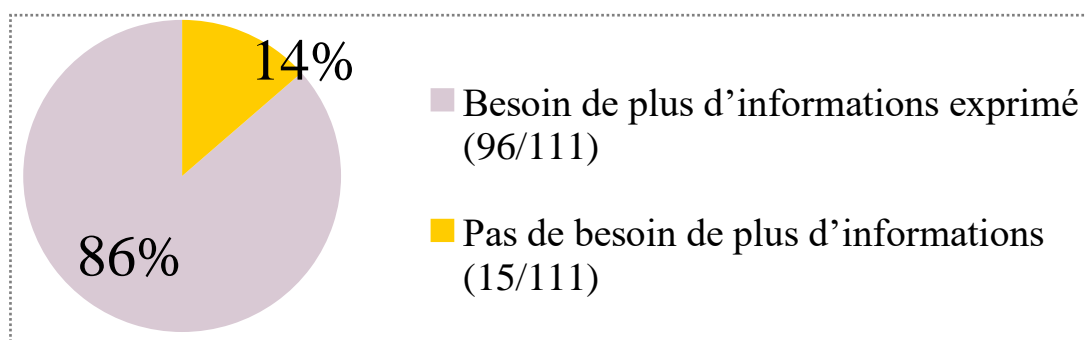 14%
86%
Besoin de plus d’informations exprimé
(96/111)
Pas de besoin de plus d’informations
(15/111)